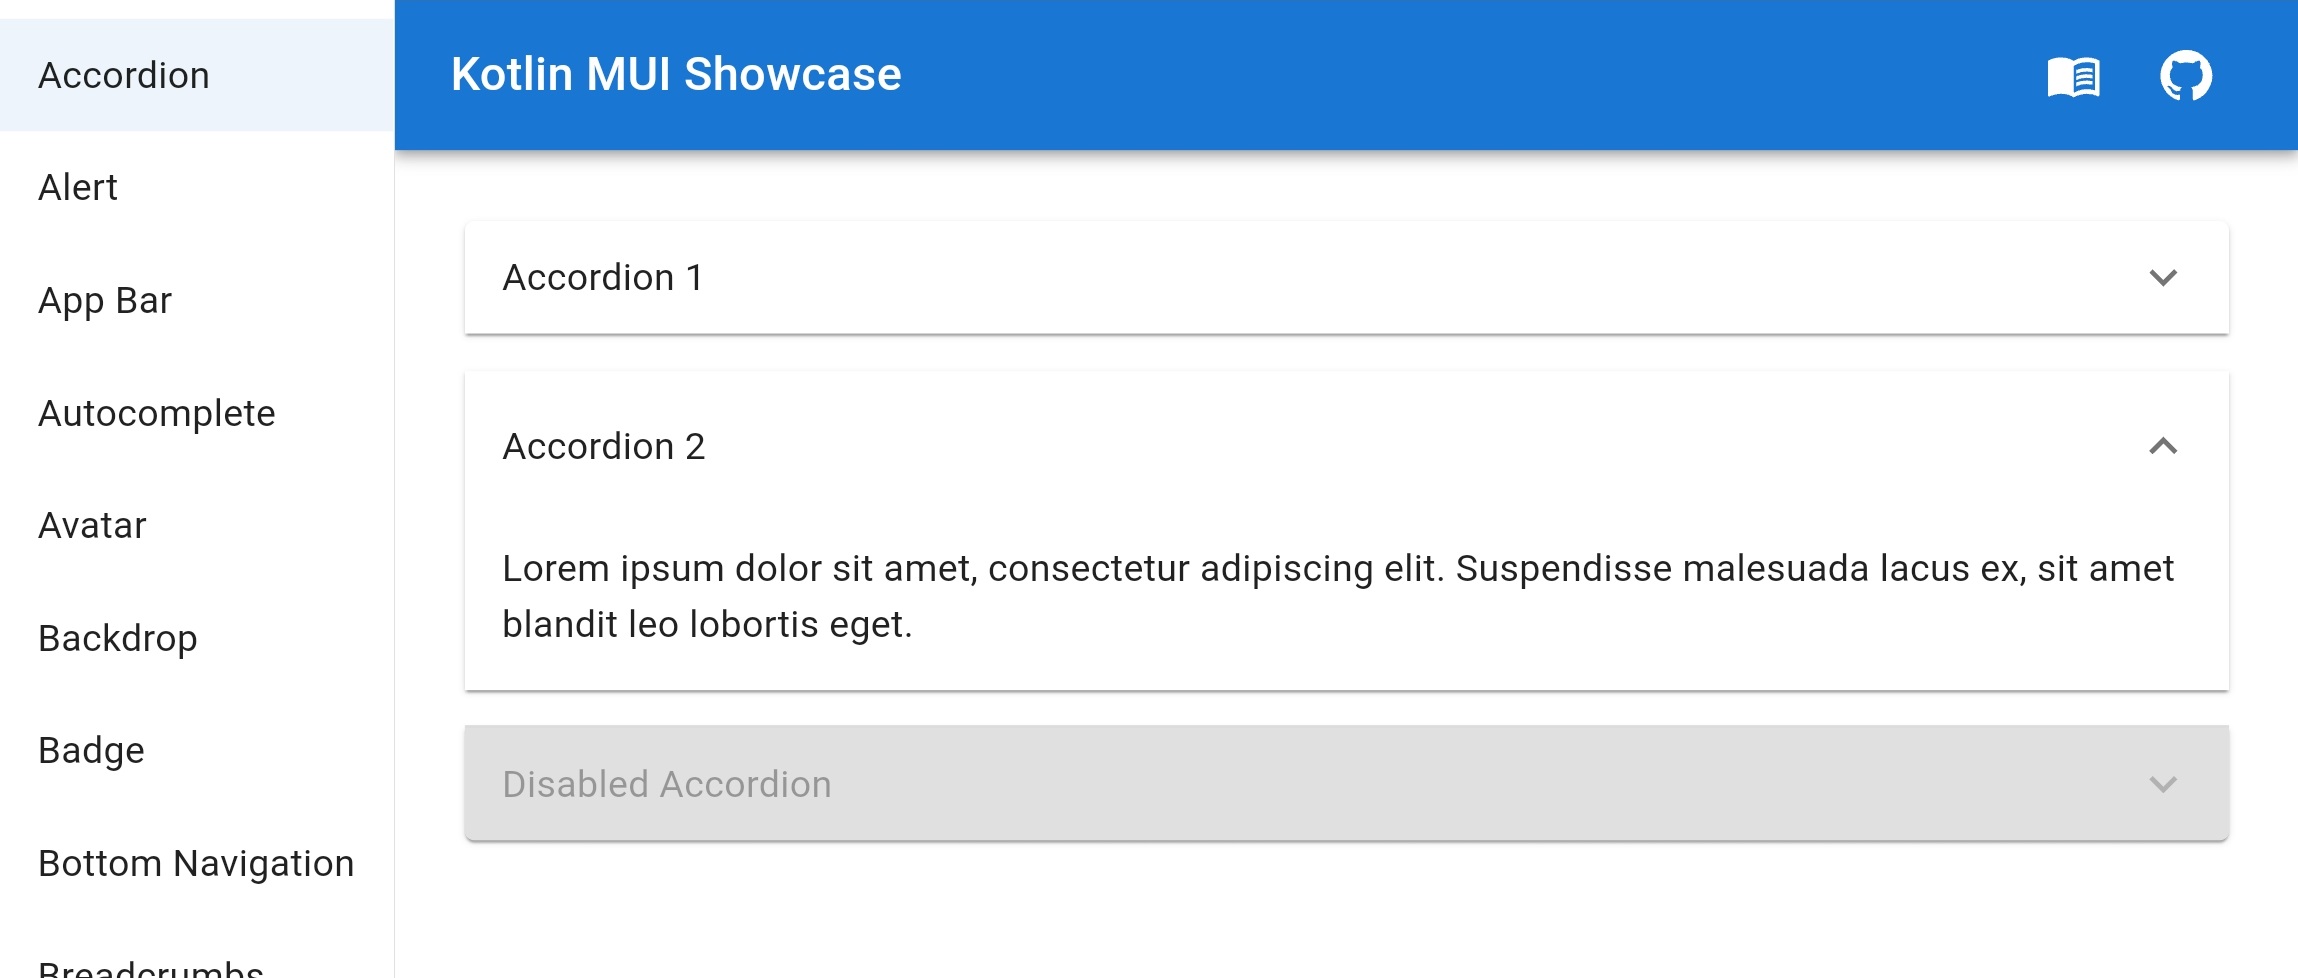 Accordion
Alert
App Bar
Autocomplete
Avatar
Backdrop
Badge
Bottom Navigation
Breadcrumbs
Kotlin MUI Showcase
Accordion 1
Accordion 2
Lorem ipsum dolor sit amet, consectetur adipiscing elit. Suspendisse malesuada lacus ex, sit amet
blandit leo lobortis eget.
Disabled Accordion